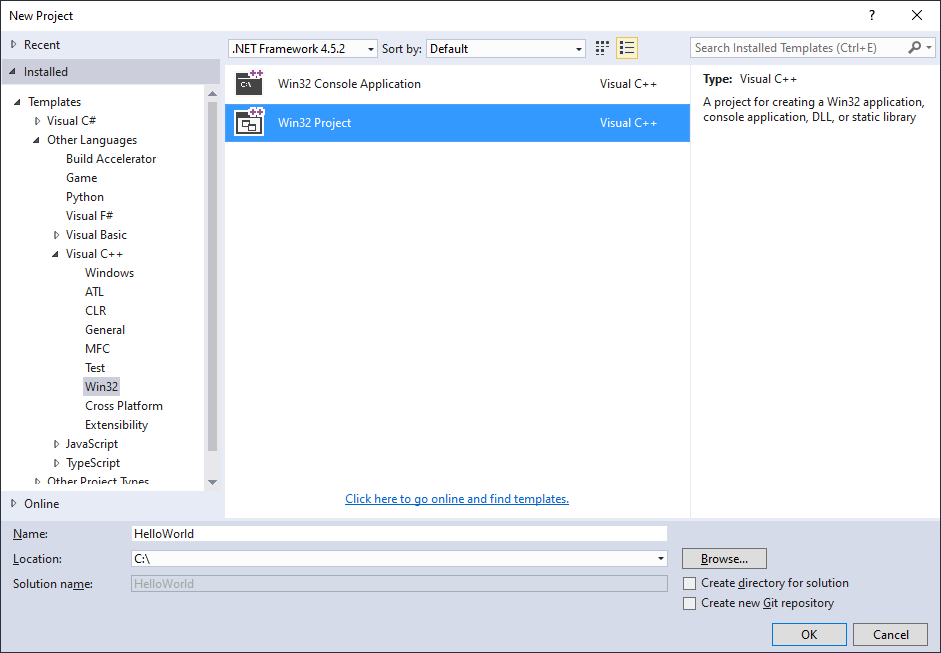 New Project
?
Recent
Installed
Templates
Visual C#
Other Languages
Build Accelerator
Game
Python
Visual F#
Visual Basic
Visual C++
Windows
ATL
CLR
General
MFC
Test
Win32
Cross Platform
Extensibility
JavaScript
TypeScript
Other Project Types
Online
.NET Framework 4.5.2 Sort by: Default
Win32 Console Application Visual C++
Win32 Project Visual C++
Click here to go online and find templates.
Search Installed Templates (Ctrl+E)
Type: Visual C++
A project for creating a Win32 application,
console application, DLL, or static library
Name: HelloWorld
Location: C:\ Browse...
Solution name: HelloWorld
Create directory for solution
Create new Git repository
OK Cancel